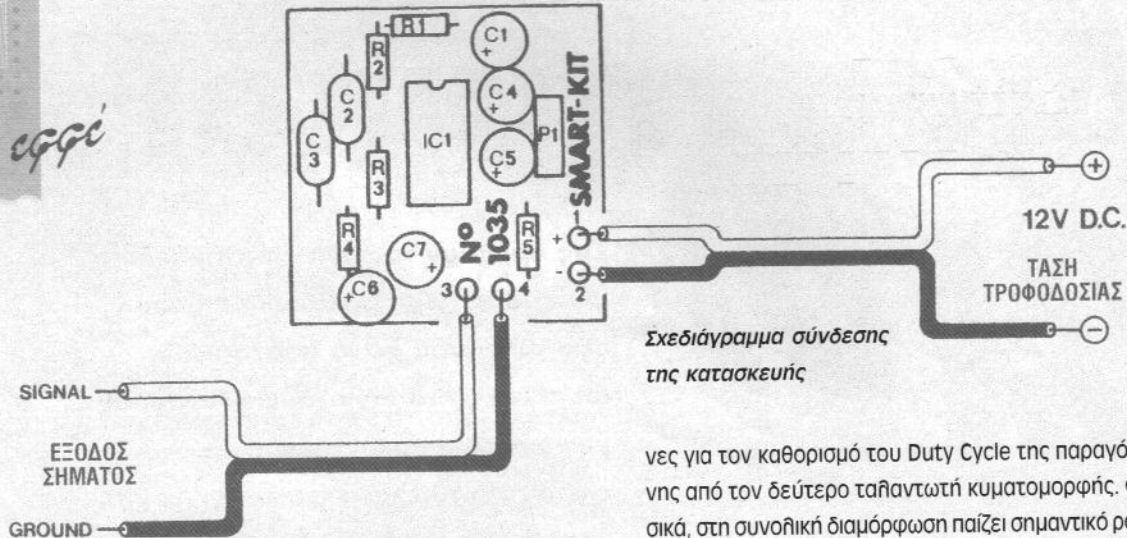 R1
C1
R2
C4
C2
C3
IC1
P1
SMART-KIT
C5
R3
R4
C7
Nº 1035
R5
1
+
-
2
C6
3
4
+
12V D.C.
ΤΑΣΗ
ΤΡΟΦΟΔΟΣΙΑΣ
−
Σχεδιάγραμμα σύνδεσης
της κατασκευής
SIGNAL
ΕΞΟΔΟΣ
ΣΗΜΑΤΟΣ
GROUND
νες για τον καθορισμό του Duty Cycle της παραγό
νης από τον δεύτερο ταλαντωτή κυματομορφής.
σικά, στη συνολική διαμόρφωση παίζει σημαντικό